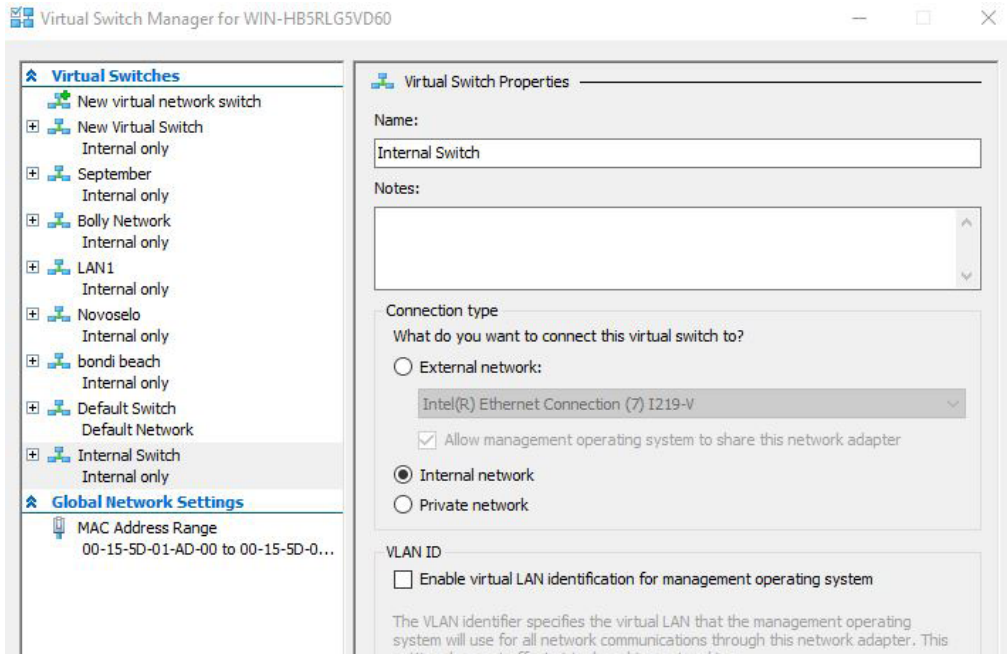 Virtual Switch Manager for WIN-HB5RLG5VD60
Virtual Switches
New virtual network switch
New Virtual Switch
Internal only
September
Internal only
Bolly Network
Internal only
LAN1
Internal only
Novoselo
Internal only
bondi beach
Internal only
Default Switch
Default Network
Internal Switch
Internal only
Global Network Settings
MAC Address Range
00-15-5D-01-AD-00 to 00-15-5D-0...
Virtual Switch Properties
Name:
Internal Switch
Notes:
Connection type
What do you want to connect this virtual switch to?
External network:
Intel(R) Ethernet Connection (7) I219-V
Allow management operating system to share this network adapter
Internal network
Private network
VLAN ID
Enable virtual LAN identification for management operating system
The VLAN identifier specifies the virtual LAN that the management operating
system will use for all network communications through this network adapter. This